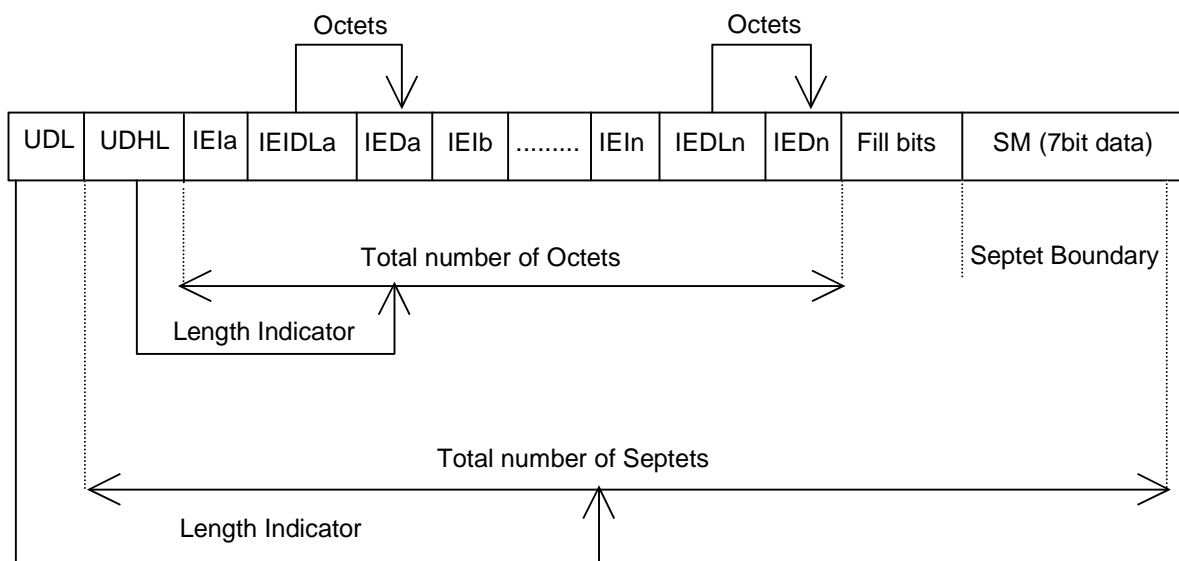 Octets Octets
UDL UDHL IEIa IEIDLa IEDa IEIb ......... IEIn IEDLn IEDn Fill bits SM (7bit data)
Total number of Octets Septet Boundary
Length Indicator
Total number of Septets
Length Indicator